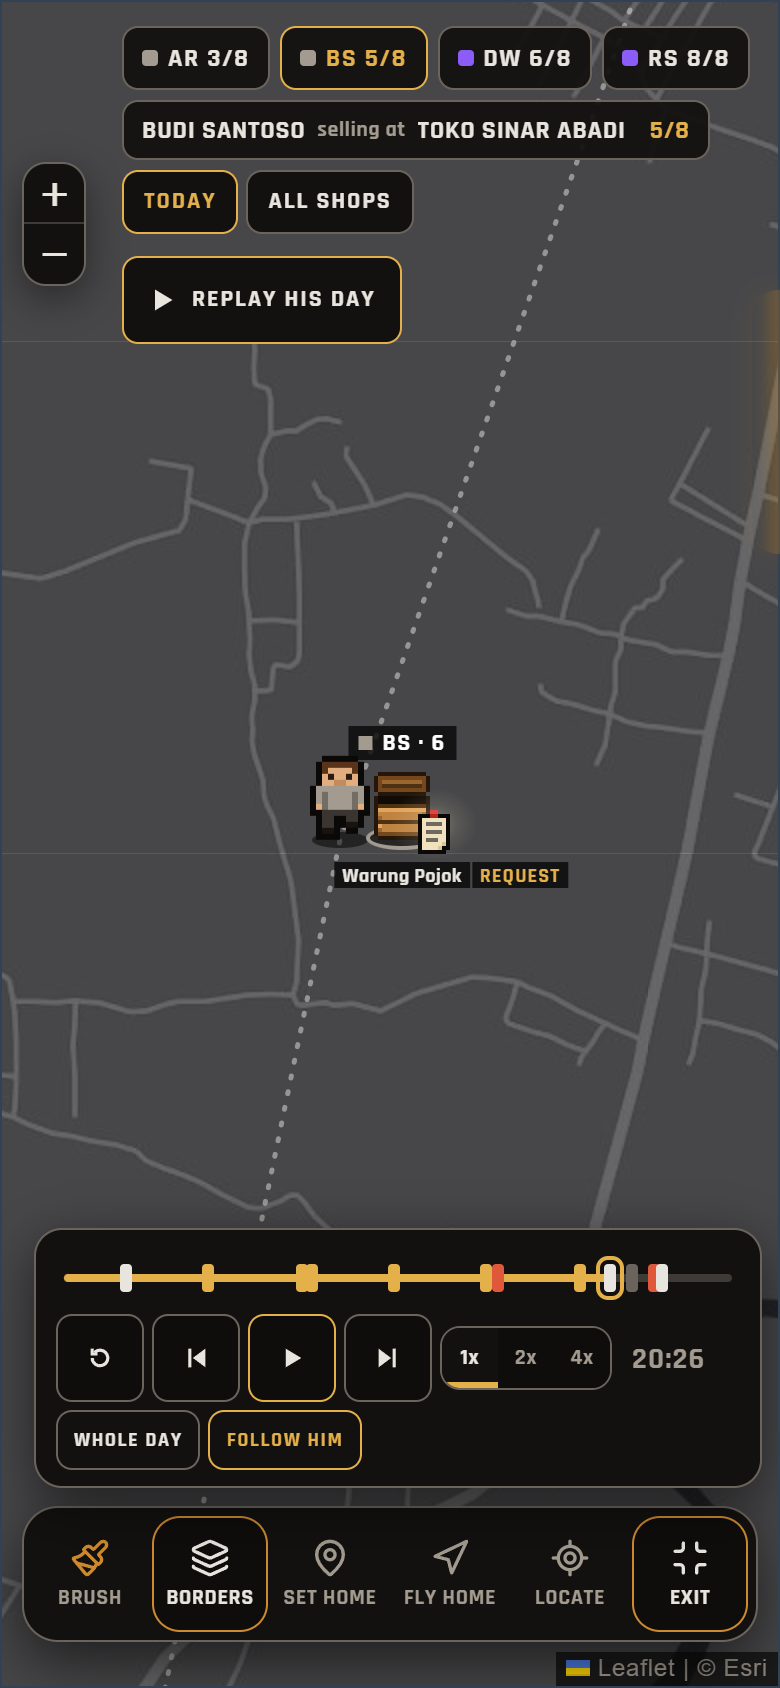 AR 3/8 BS 5/8 DW 6/8 RS 8/8
BUDI SANTOSO selling at TOKO SINAR ABADI 5/8
TODAY ALL SHOPS
REPLAY HIS DAY
BS · 6
Warung Pojok REQUEST
1x 2x 4x 20:26
WHOLE DAY FOLLOW HIM
BRUSH BORDERS SET HOME FLY HOME LOCATE EXIT
Leaflet | © Esri